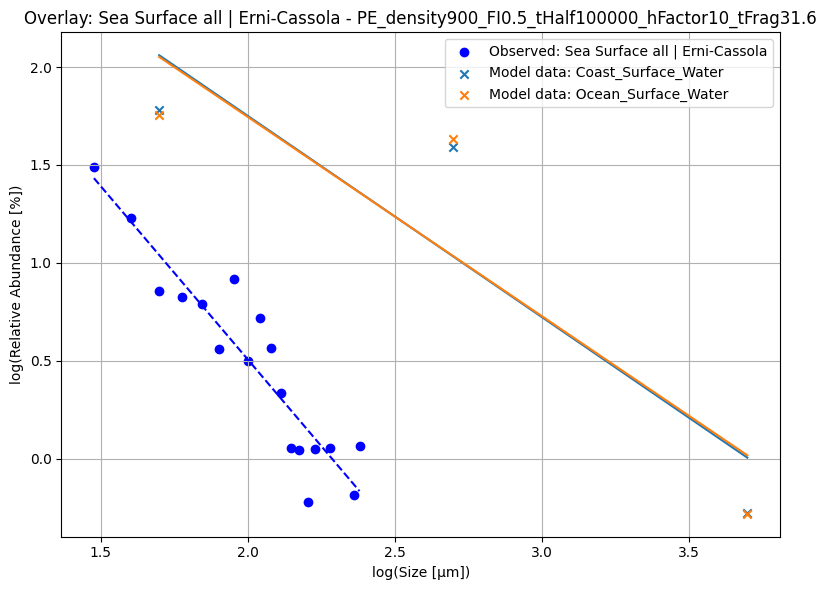 Overlay: Sea Surface all | Erni-Cassola - PE_density900_FI0.5_tHalf100000_hFactor10_tFrag31.6
Observed: Sea Surface all | Erni-Cassola
Model data: Coast_Surface_Water
Model data: Ocean_Surface_Water
log(Relative Abundance [%])
2.0
1.5
1.0
0.5
0.0
1.5
2.0
2.5
3.0
3.5
log(Size [µm])